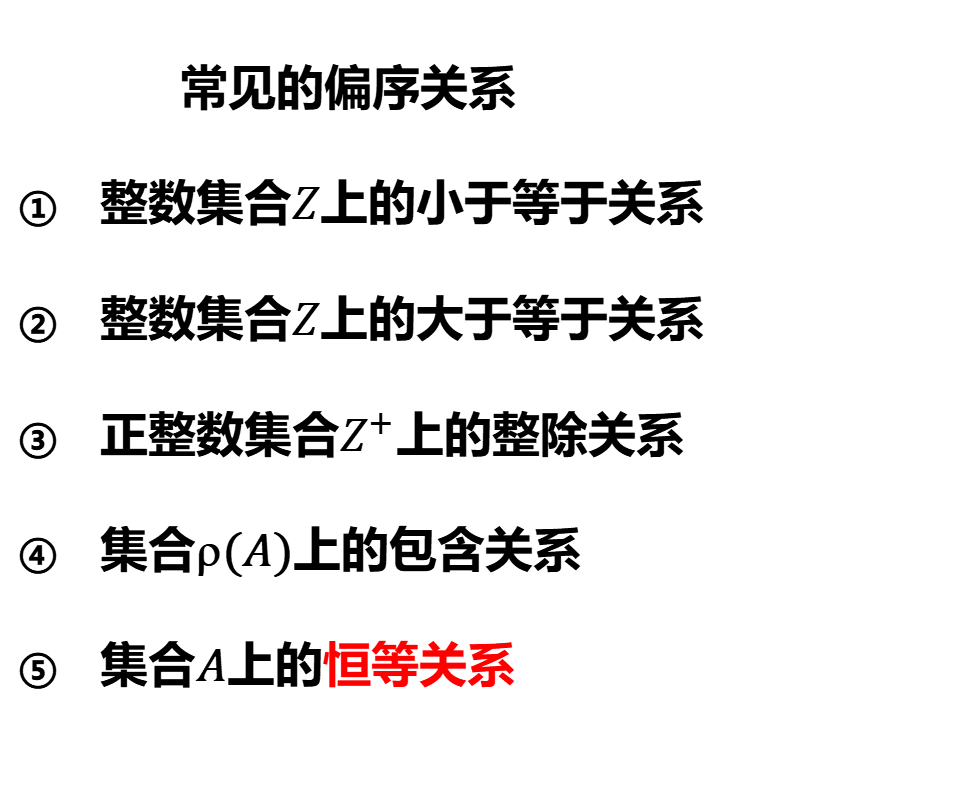 常见的偏序关系
① 整数集合Z上的小于等于关系
② 整数集合Z上的大于等于关系
③ 正整数集合Z⁺上的整除关系
④ 集合ρ(A)上的包含关系
⑤ 集合A上的恒等关系